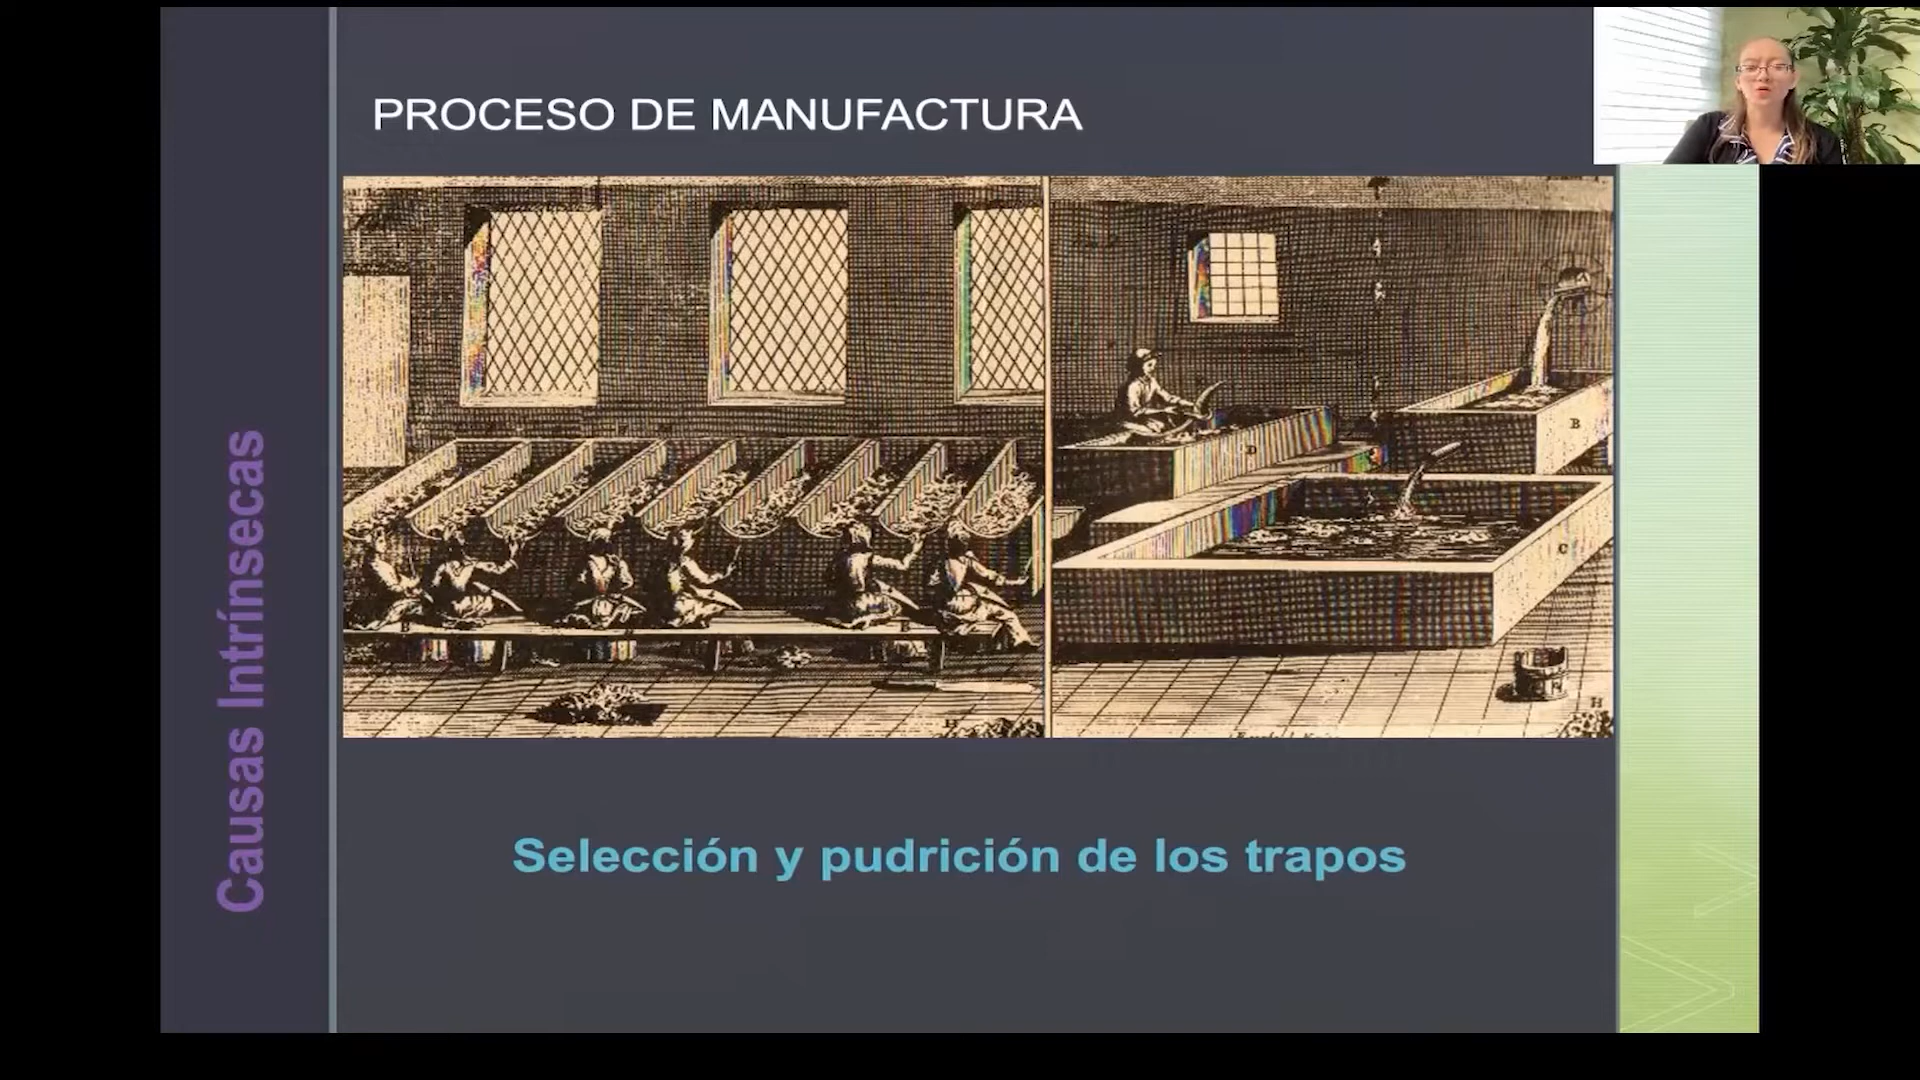 PROCESO DE MANUFACTURA
Causas Intrínsecas
D
B
C
H
H
Selección y pudrición de los trapos